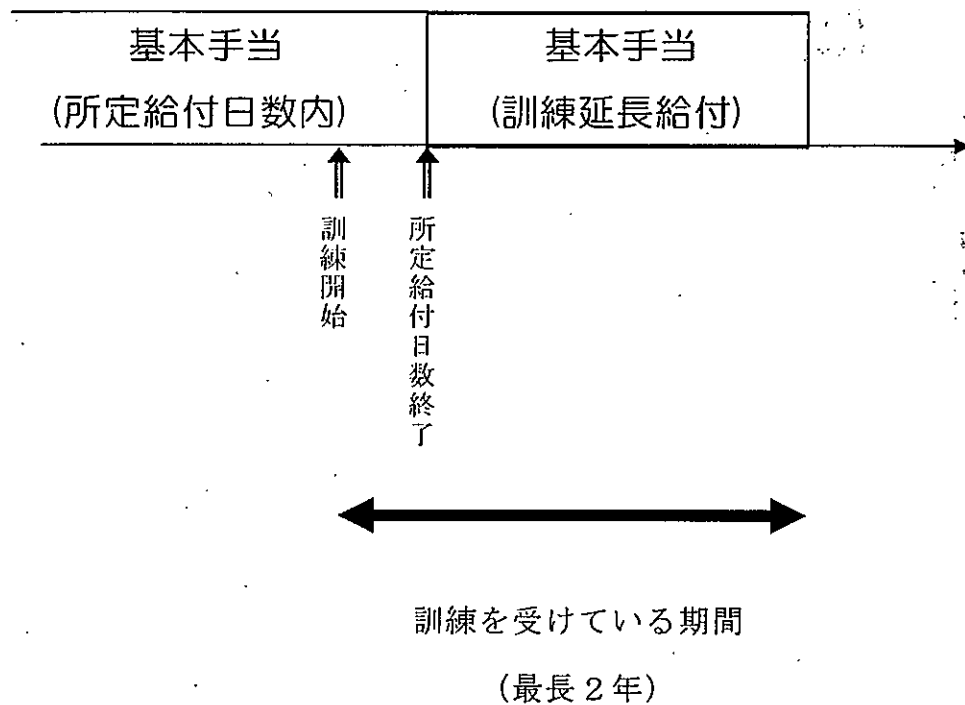 基本手当
(所定給付日数内)
基本手当
(訓練延長給付)
訓練開始
所定給付日数終了
訓練を受けている期間
(最長２年)